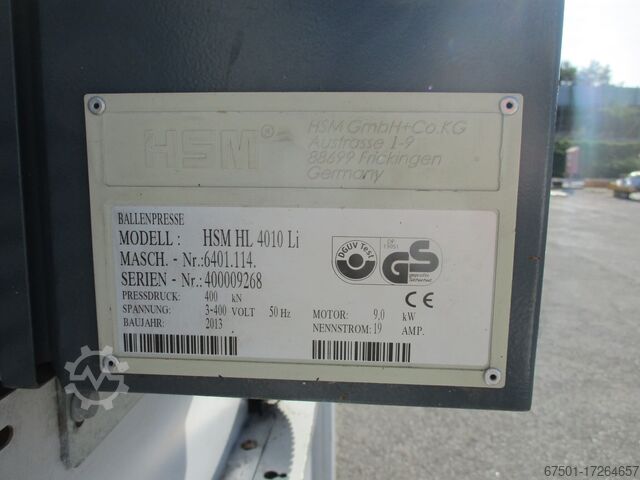 HSM®
HSM GmbH+Co.KG
Austrasse 1-9
88699 Frickingen
Germany
BALLENPRESSE
MODELL : HSM HL 4010 Li
MASCH. - Nr.:6401.114.
SERIEN - Nr.:400009268
PRESSDRUCK: 400 kN
SPANNUNG: 3-400 VOLT 50 Hz MOTOR: 9,0 kW
BAUJAHR: 2013 NENNSTROM: 19 AMP.
DGUV Test
GS
geprüfte
Sicherheit
CE
67501-17264657